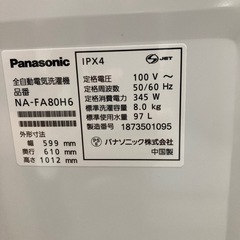 Panasonic
全自動電気洗濯機
品番
NA-FA80H6
外形寸法
幅 599 mm
奥行 610 mm
高さ 1012 mm
IPX4
S JET
定格電圧 100 V～
定格周波数 50/60 Hz
定格消費電力 345 W
標準洗濯容量 8.0 kg
標準使用水量 97 L
製造番号 1873501095
パナソニック株式会社
中国製